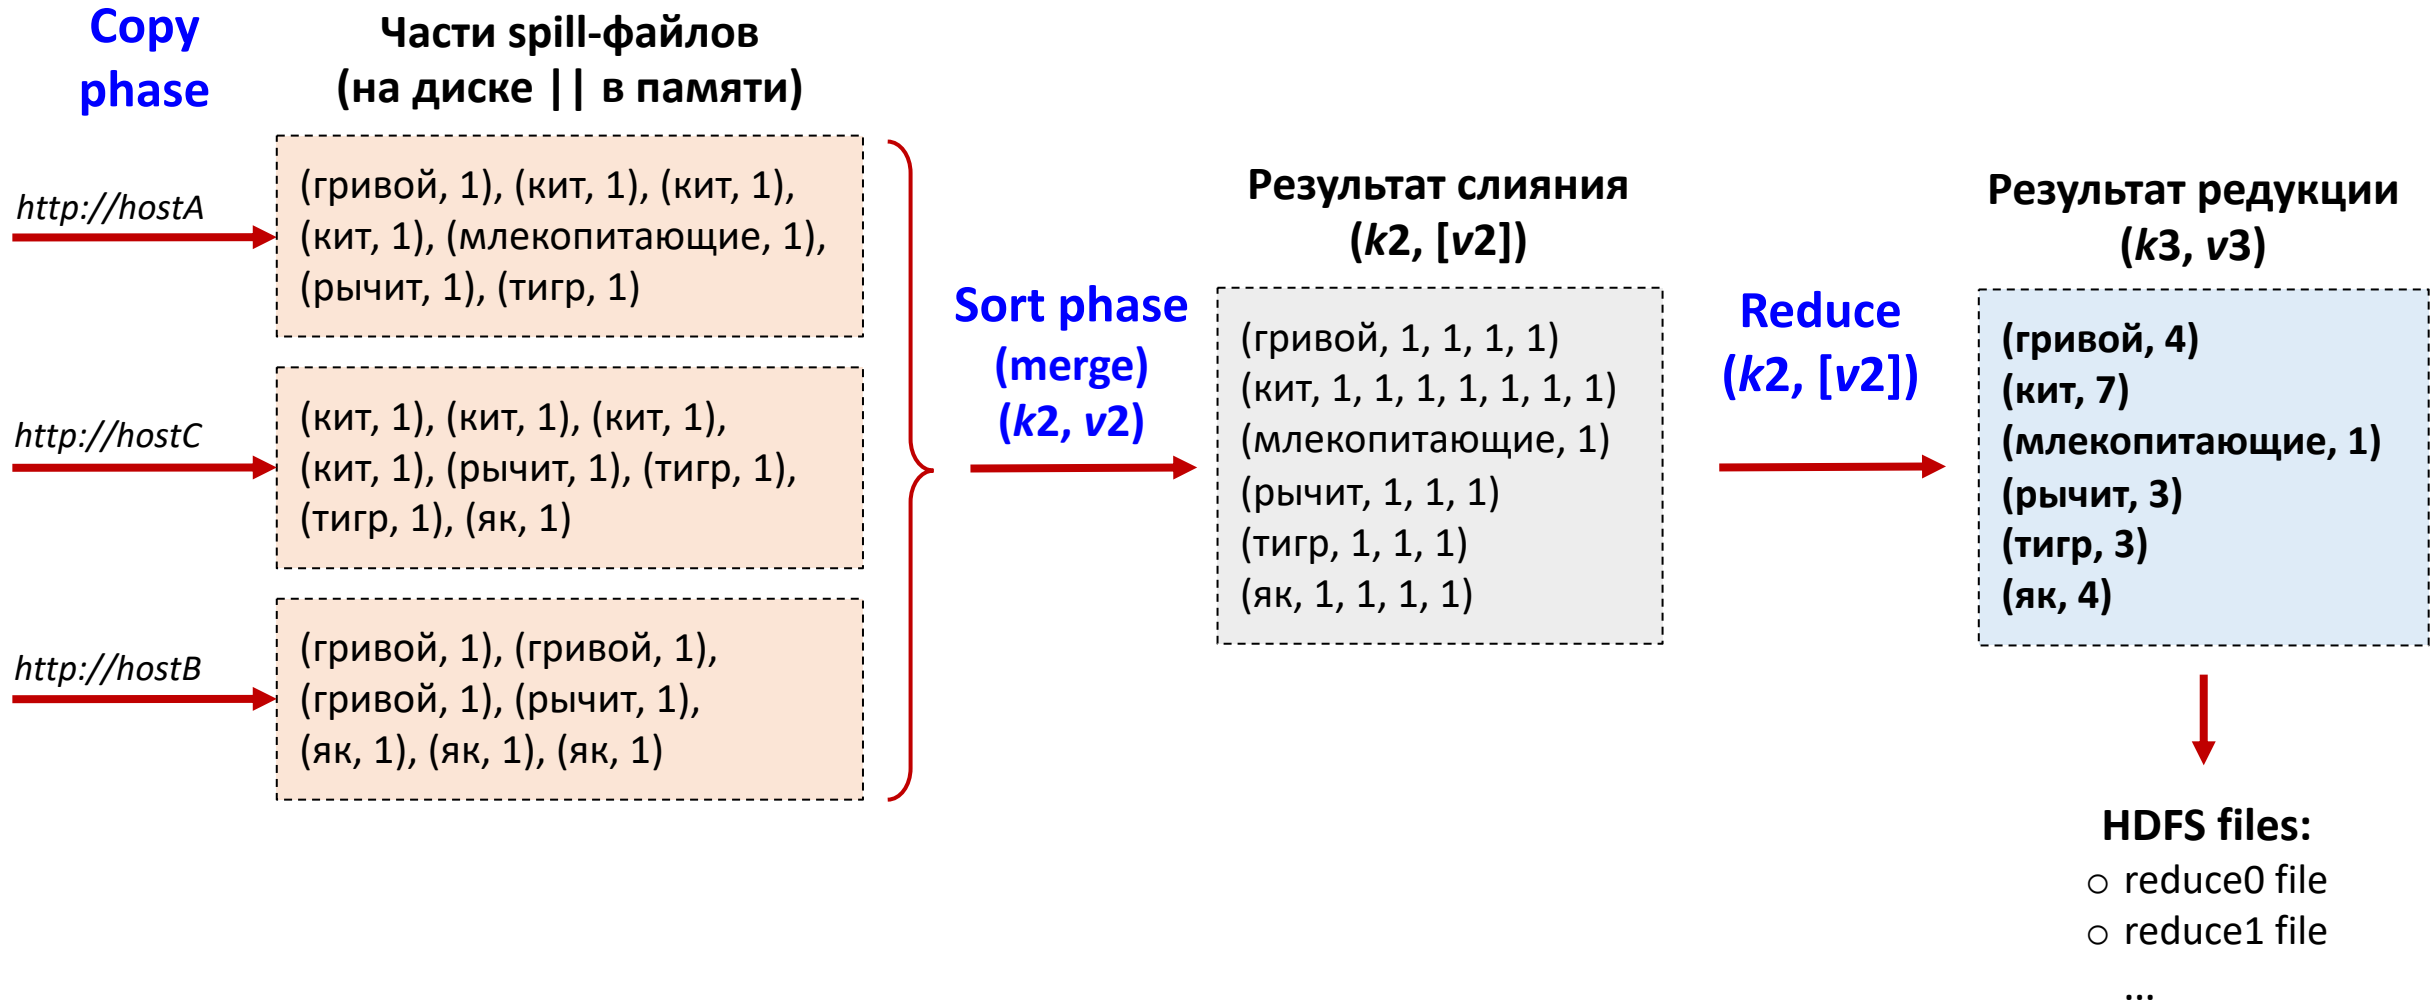 Copy
phase
Части spill-файлов
(на диске || в памяти)
http://hostA
(гривой, 1), (кит, 1), (кит, 1),
(кит, 1), (млекопитающие, 1),
(рычит, 1), (тигр, 1)
http://hostC
(кит, 1), (кит, 1), (кит, 1),
(кит, 1), (рычит, 1), (тигр, 1),
(тигр, 1), (як, 1)
http://hostB
(гривой, 1), (гривой, 1),
(гривой, 1), (рычит, 1),
(як, 1), (як, 1), (як, 1)
Sort phase
(merge)
(k2, v2)
Результат слияния
(k2, [v2])
(гривой, 1, 1, 1, 1)
(кит, 1, 1, 1, 1, 1, 1, 1)
(млекопитающие, 1)
(рычит, 1, 1, 1)
(тигр, 1, 1, 1)
(як, 1, 1, 1, 1)
Reduce
(k2, [v2])
Результат редукции
(k3, v3)
(гривой, 4)
(кит, 7)
(млекопитающие, 1)
(рычит, 3)
(тигр, 3)
(як, 4)
HDFS files:
○ reduce0 file
○ reduce1 file
...